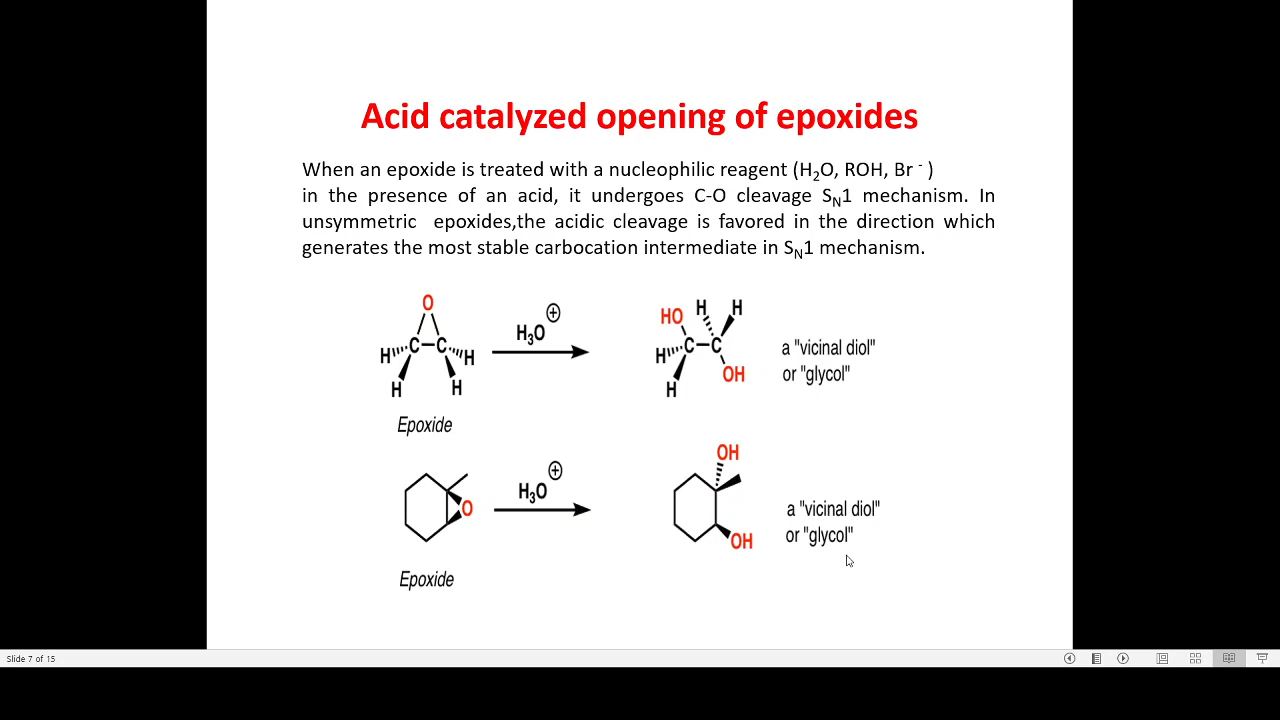 Acid catalyzed opening of epoxides
When an epoxide is treated with a nucleophilic reagent (H₂O, ROH, Br ⁻ )
in the presence of an acid, it undergoes C-O cleavage Sₙ1 mechanism. In
unsymmetric epoxides,the acidic cleavage is favored in the direction which
generates the most stable carbocation intermediate in Sₙ1 mechanism.
O
H C C H
H H
Epoxide
H₃O ⊕
HO H H
H C C
H OH
a "vicinal diol"
or "glycol"
O
Epoxide
H₃O ⊕
OH
OH
a "vicinal diol"
or "glycol"
Slide 7 of 15